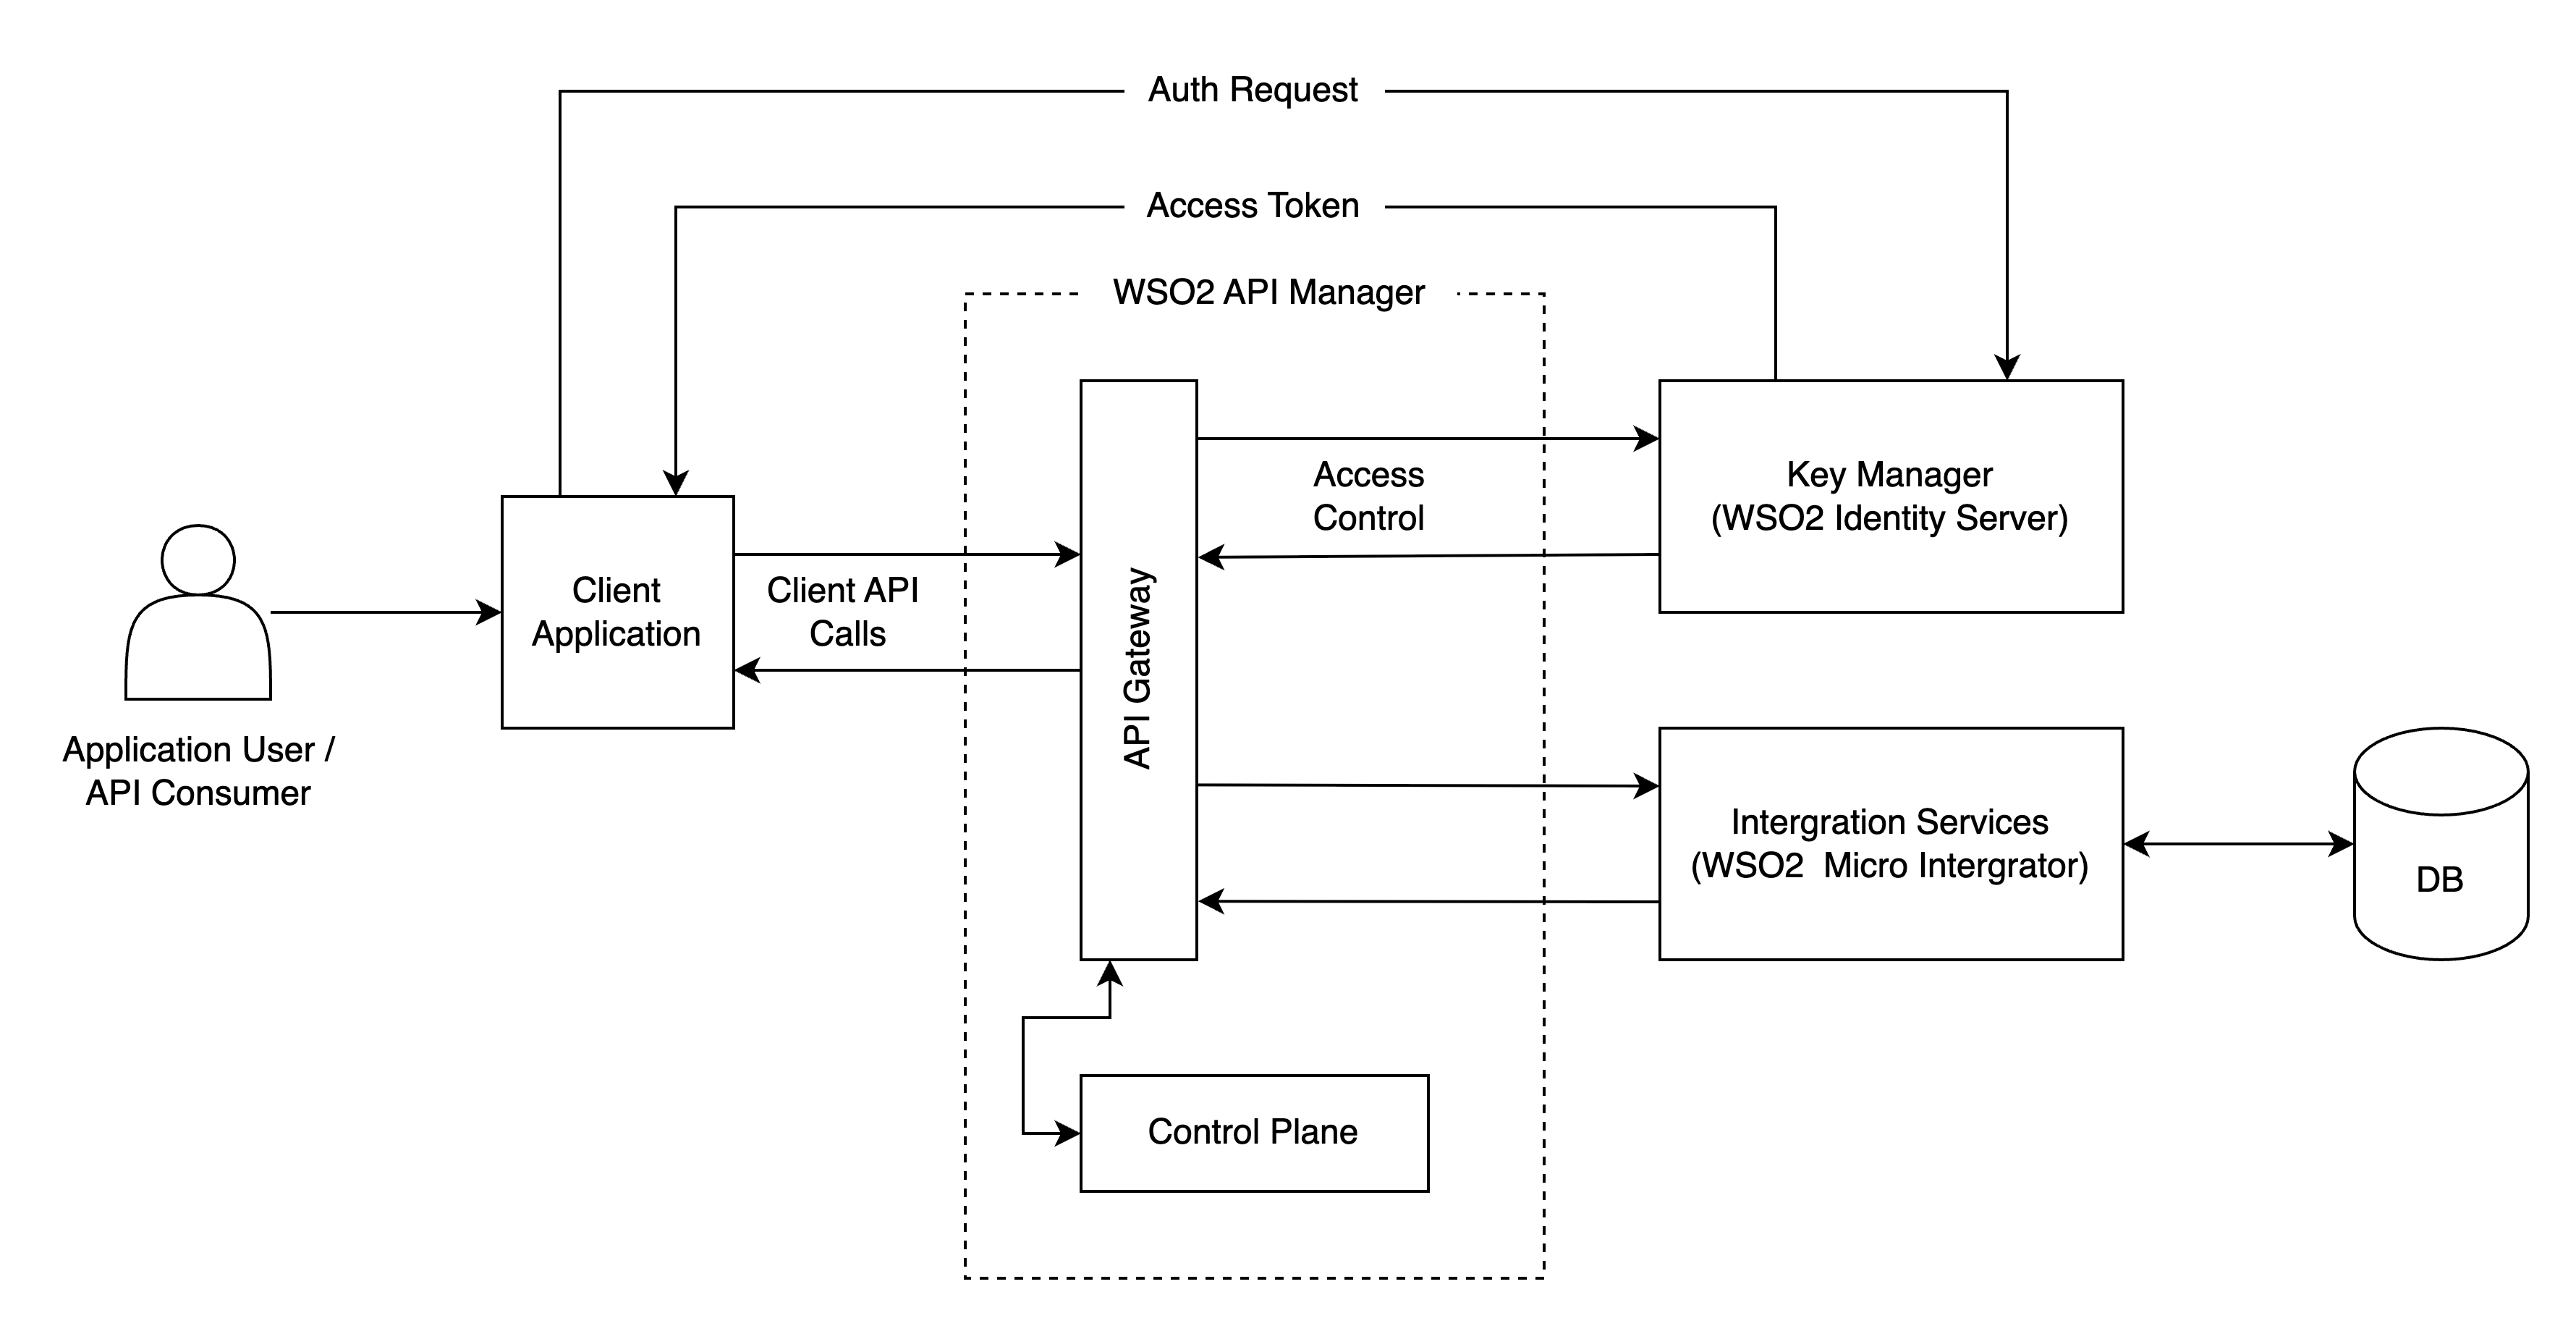 Auth Request
Access Token
WSO2 API Manager
Access
Control
Key Manager
(WSO2 Identity Server)
Client
Application
Client API
Calls
API Gateway
Application User /
API Consumer
Intergration Services
(WSO2  Micro Intergrator)
DB
Control Plane